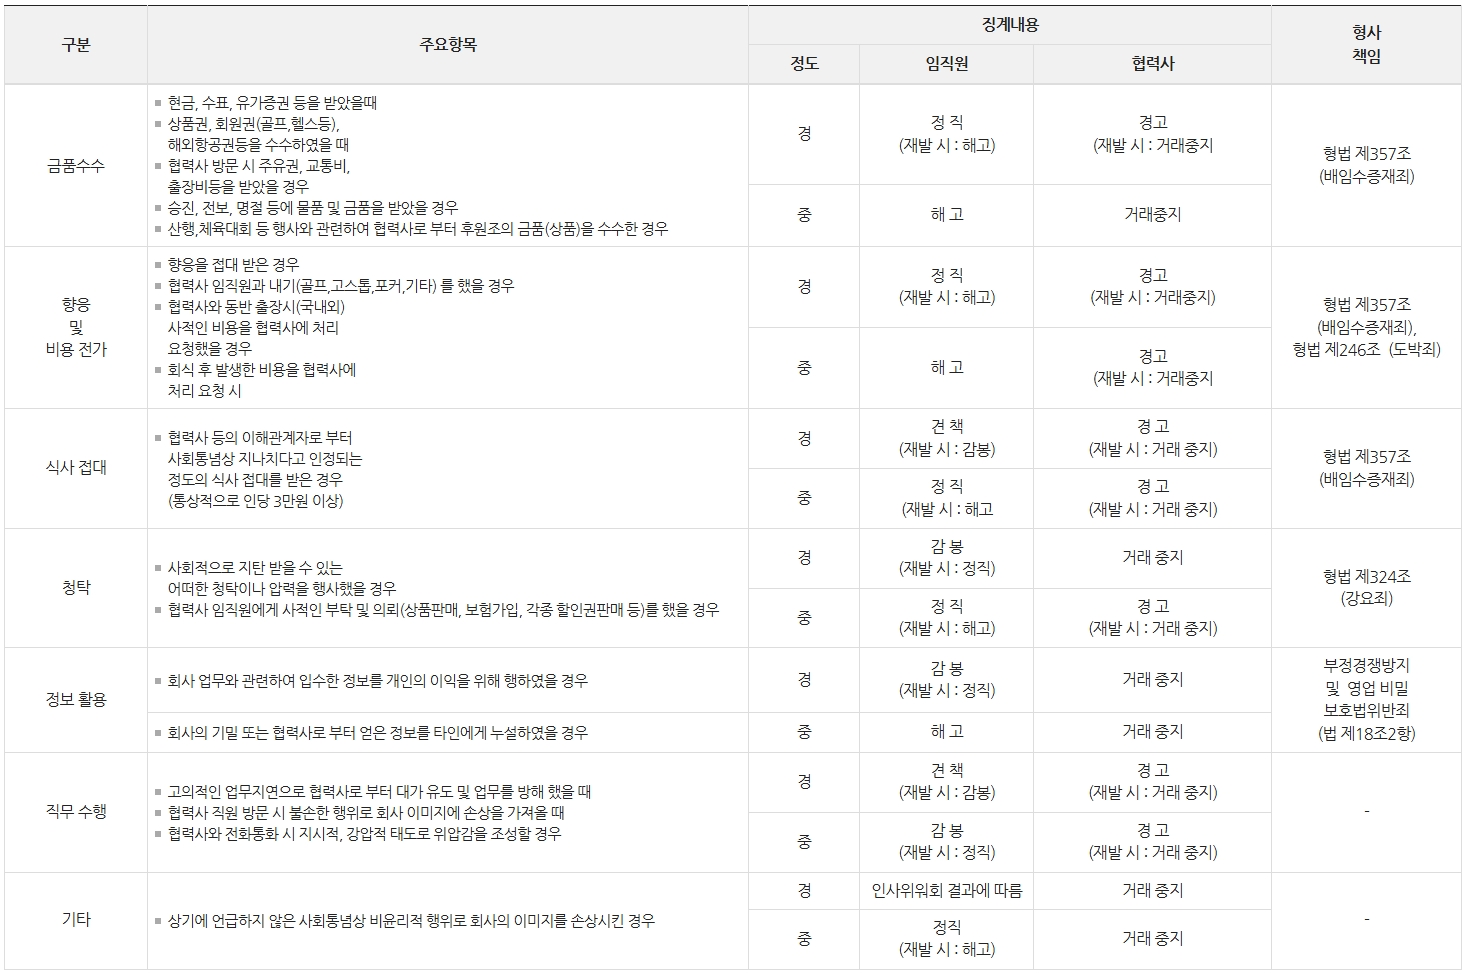 구분
주요항목
징계내용
형사
책임
정도
임직원
협력사
금품수수
현금, 수표, 유가증권 등을 받았을때
상품권, 회원권(골프,헬스등),
해외항공권등을 수수하였을 때
협력사 방문 시 주유권, 교통비,
출장비등을 받았을 경우
승진, 전보, 명절 등에 물품 및 금품을 받았을 경우
산행,체육대회 등 행사와 관련하여 협력사로 부터 후원조의 금품(상품)을 수수한 경우
경
정 직
(재발 시 : 해고)
경고
(재발 시 : 거래중지
중
해 고
거래중지
형법 제357조
(배임수증재죄)
향응
및
비용 전가
향응을 접대 받은 경우
협력사 임직원과 내기(골프,고스톱,포커,기타) 를 했을 경우
협력사와 동반 출장시(국내외)
사적인 비용을 협력사에 처리
요청했을 경우
회식 후 발생한 비용을 협력사에
처리 요청 시
경
정 직
(재발 시 : 해고)
경고
(재발 시 : 거래중지)
중
해 고
경고
(재발 시 : 거래중지
형법 제357조
(배임수증재죄),
형법 제246조 (도박죄)
식사 접대
협력사 등의 이해관계자로 부터
사회통념상 지나치다고 인정되는
정도의 식사 접대를 받은 경우
(통상적으로 인당 3만원 이상)
경
견 책
(재발 시 : 감봉)
경 고
(재발 시 : 거래 중지)
중
정 직
(재발 시 : 해고
경 고
(재발 시 : 거래 중지)
형법 제357조
(배임수증재죄)
청탁
사회적으로 지탄 받을 수 있는
어떠한 청탁이나 압력을 행사했을 경우
협력사 임직원에게 사적인 부탁 및 의뢰(상품판매, 보험가입, 각종 할인권판매 등)를 했을 경우
경
감 봉
(재발 시 : 정직)
거래 중지
중
정 직
(재발 시 : 해고)
경 고
(재발 시 : 거래 중지)
형법 제324조
(강요죄)
정보 활용
회사 업무와 관련하여 입수한 정보를 개인의 이익을 위해 행하였을 경우
경
감 봉
(재발 시 : 정직)
거래 중지
회사의 기밀 또는 협력사로 부터 얻은 정보를 타인에게 누설하였을 경우
중
해 고
거래 중지
부정경쟁방지
및 영업 비밀
보호법위반죄
(법 제18조2항)
직무 수행
고의적인 업무지연으로 협력사로 부터 대가 유도 및 업무를 방해 했을 때
협력사 직원 방문 시 불손한 행위로 회사 이미지에 손상을 가져올 때
협력사와 전화통화 시 지시적, 강압적 태도로 위압감을 조성할 경우
경
견 책
(재발 시 : 감봉)
경 고
(재발 시 : 거래 중지)
중
감 봉
(재발 시 : 정직)
경 고
(재발 시 : 거래 중지)
-
기타
상기에 언급하지 않은 사회통념상 비윤리적 행위로 회사의 이미지를 손상시킨 경우
경
인사위워회 결과에 따름
거래 중지
중
정직
(재발 시 : 해고)
거래 중지
-